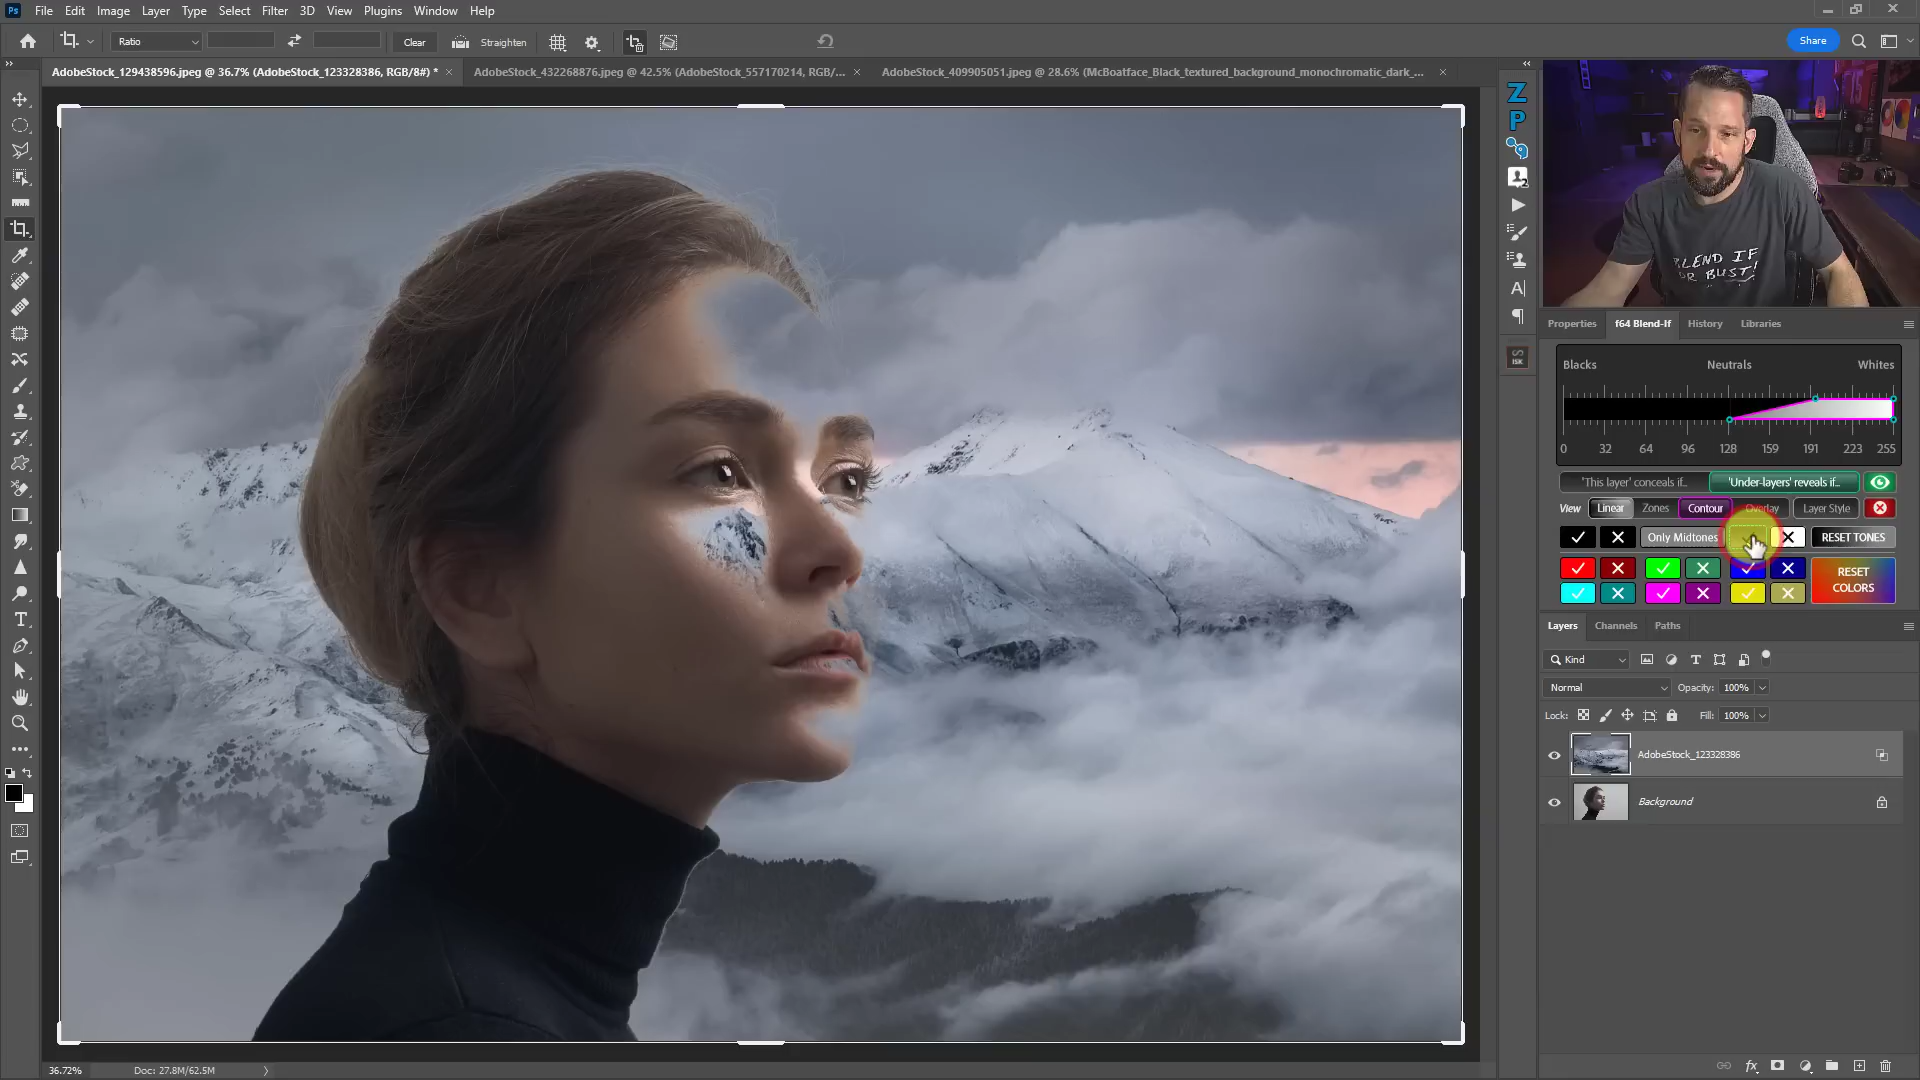 Ps File Edit Image Layer Type Select Filter 3D View Plugins Window Help
Ratio Clear Straighten Share
AdobeStock_129438596.jpeg @ 36.7% (AdobeStock_123328386, RGB/8#) * AdobeStock_432268876.jpeg @ 42.5% (AdobeStock_557170214, RGB/... AdobeStock_409905051.jpeg @ 28.6% (McBoatface_Black_textured_background_monochromatic_dark_...
BLEND IF
OR BUST!
Properties f64 Blend-If History Libraries
Blacks Neutrals Whites
0 32 64 96 128 159 191 223 255
'This layer' conceals if.. 'Under-layers' reveals if..
View Linear Zones Contour Overlay Layer Style
Only Midtones RESET TONES
RESET
COLORS
Layers Channels Paths
Kind
Normal Opacity: 100%
Lock: Fill: 100%
AdobeStock_123328386
Background
36.72% Doc: 27.8M/62.5M